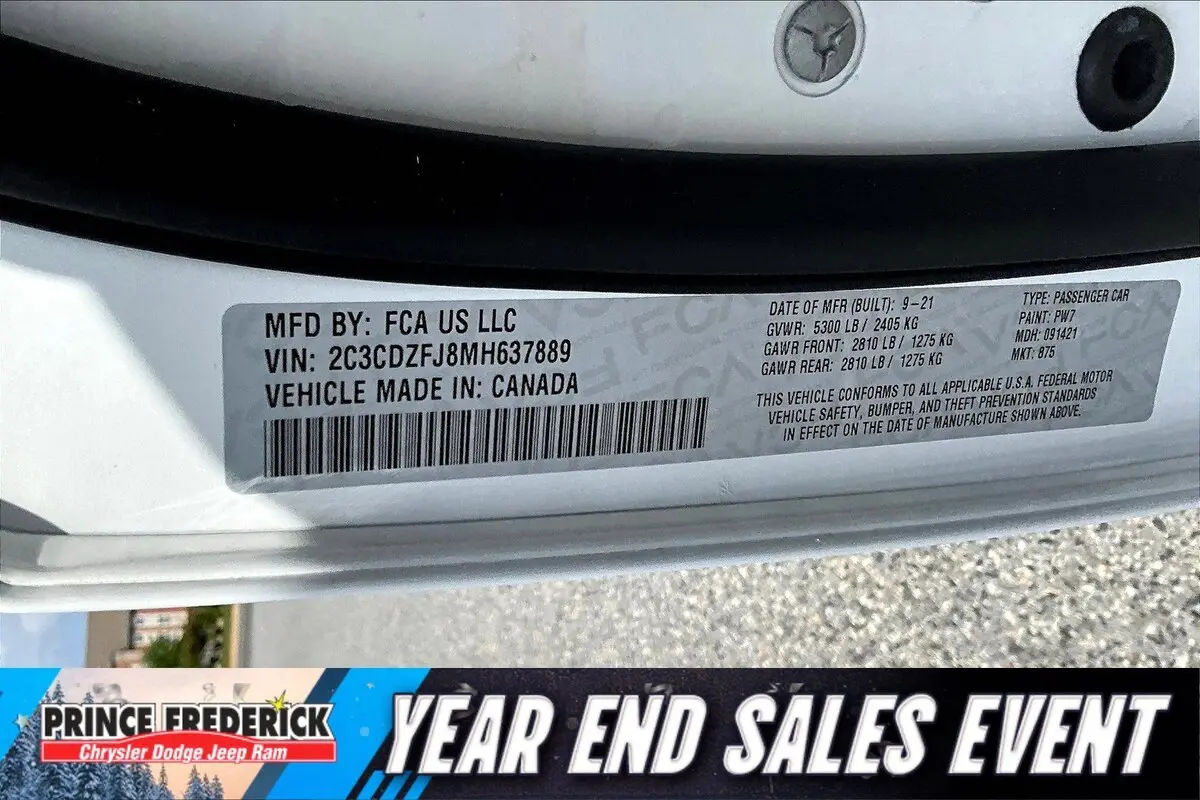 MFD BY: FCA US LLC
VIN: 2C3CDZFJ8MH637889
VEHICLE MADE IN: CANADA
DATE OF MFR (BUILT): 9-21
GVWR: 5300 LB / 2405 KG
GAWR FRONT: 2810 LB / 1275 KG
GAWR REAR: 2810 LB / 1275 KG
TYPE: PASSENGER CAR
PAINT: PW7
MDH: 091421
MKT: 875
THIS VEHICLE CONFORMS TO ALL APPLICABLE U.S.A. FEDERAL MOTOR
VEHICLE SAFETY, BUMPER, AND THEFT PREVENTION STANDARDS
IN EFFECT ON THE DATE OF MANUFACTURE SHOWN ABOVE.
PRINCE FREDERICK
Chrysler Dodge Jeep Ram
YEAR END SALES EVENT